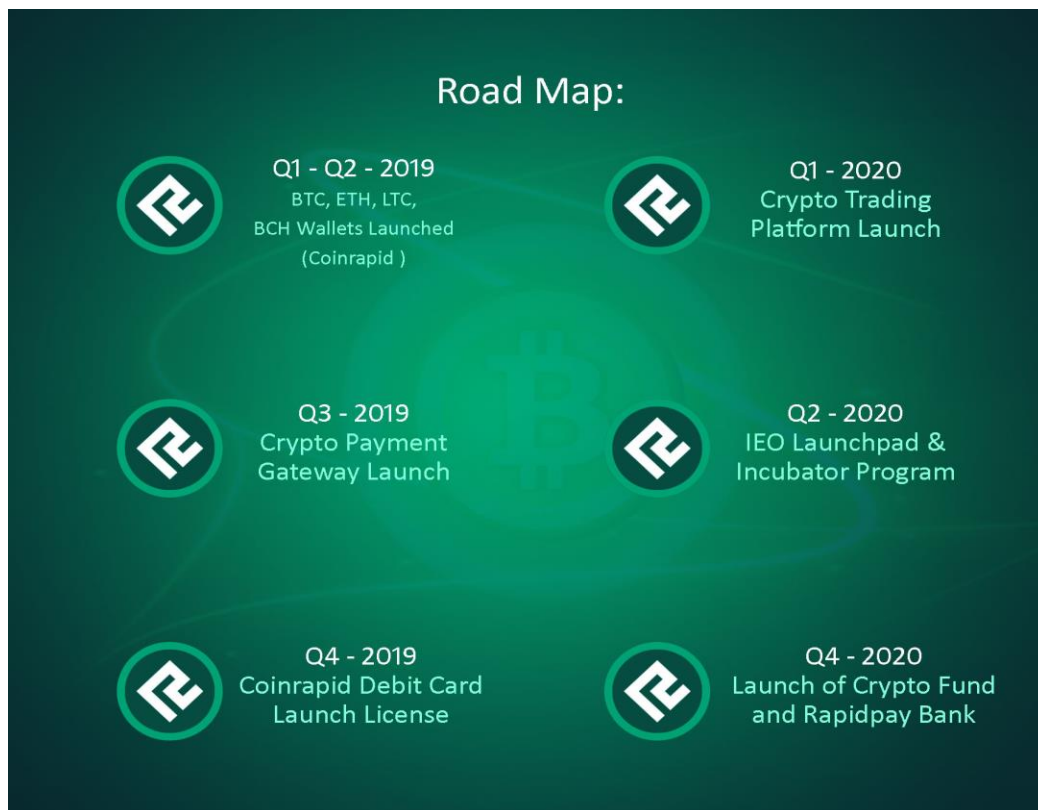 Road Map:
Q1 - Q2 - 2019
BTC, ETH, LTC,
BCH Wallets Launched
(Coinrapid )
Q3 - 2019
Crypto Payment
Gateway Launch
Q4 - 2019
Coinrapid Debit Card
Launch License
Q1 - 2020
Crypto Trading
Platform Launch
Q2 - 2020
IEO Launchpad &
Incubator Program
Q4 - 2020
Launch of Crypto Fund
and Rapidpay Bank